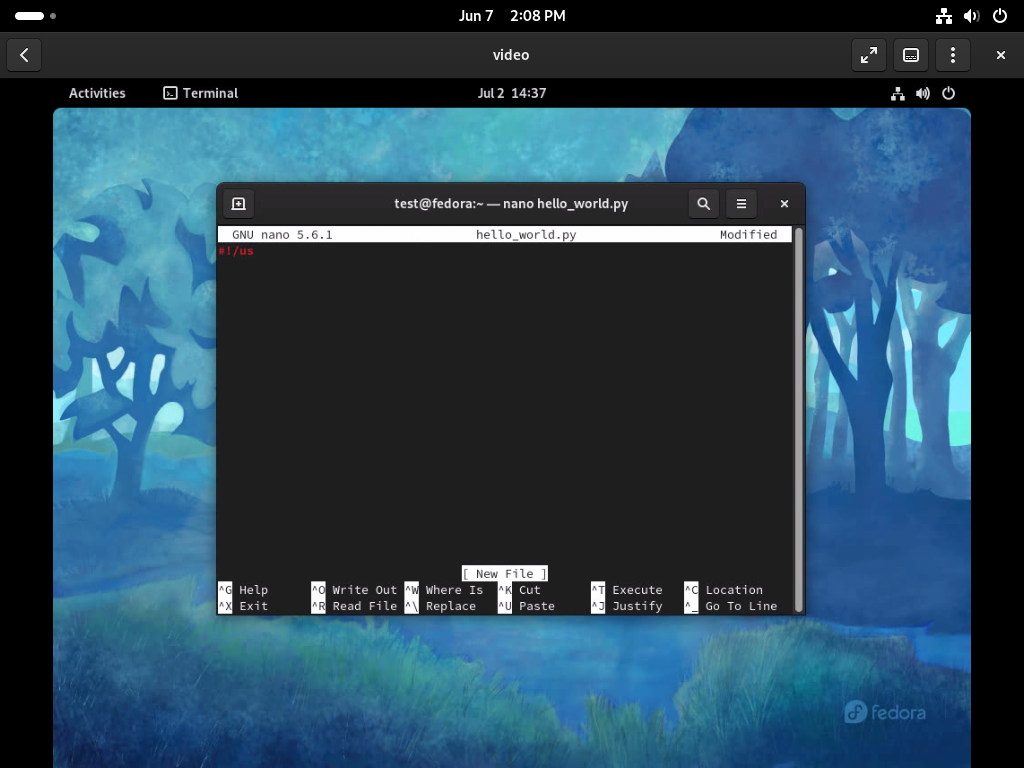 Jun 7 2:08 PM
video
Activities Terminal Jul 2 14:37
test@fedora:~ — nano hello_world.py
GNU nano 5.6.1 hello_world.py Modified
#!/us
[ New File ]
^G Help ^O Write Out ^W Where Is ^K Cut ^T Execute ^C Location
^X Exit ^R Read File ^\ Replace ^U Paste ^J Justify ^_ Go To Line
fedora